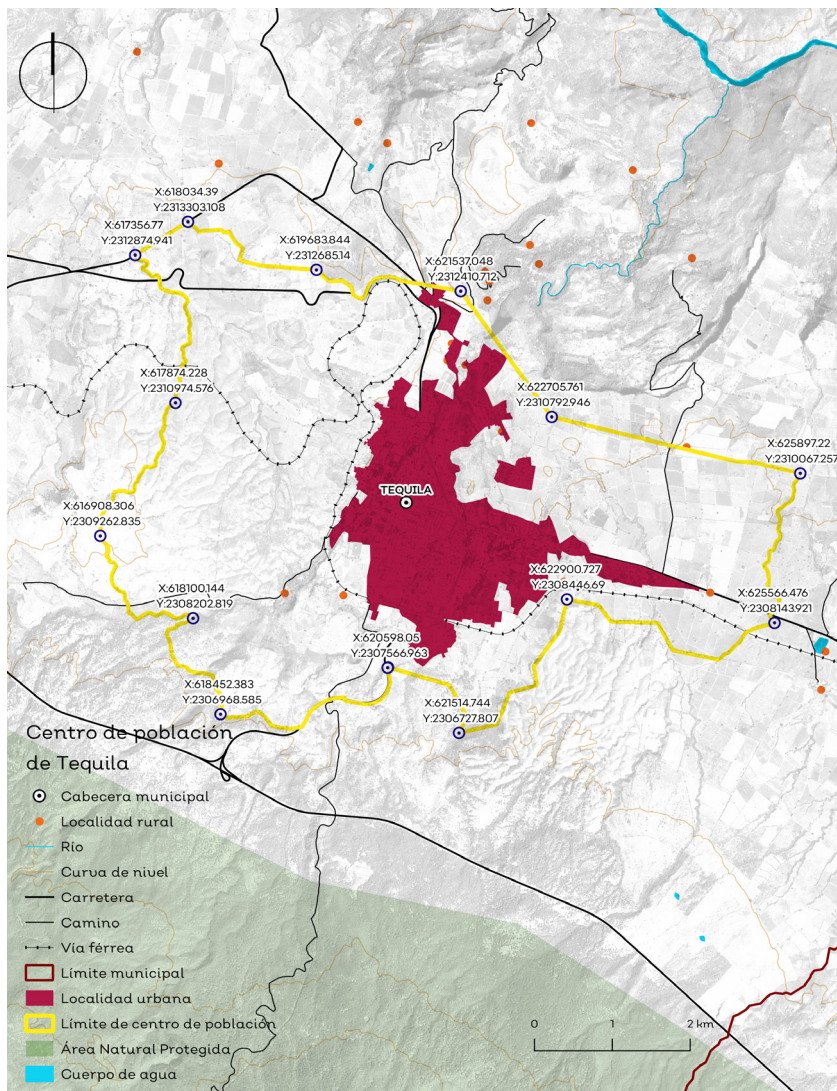 X:618034.39
Y:2313303.108
X:617356.77
Y:2312874.941
X:619683.844
Y:2312685.14
X:621537.048
Y:2312410.712
X:617874.228
Y:2310974.576
X:622705.761
Y:2310792.946
X:625897.22
Y:2310067.257
TEQUILA
X:616908.306
Y:2309262.835
X:622900.727
Y:2308446.69
X:618100.144
Y:2308202.819
X:625566.476
Y:2308143.921
X:620598.05
Y:2307566.963
X:618452.383
Y:2306968.585
X:621514.744
Y:2306727.807
Centro de población
de Tequila
Cabecera municipal
Localidad rural
Río
Curva de nivel
Carretera
Camino
Vía férrea
Límite municipal
Localidad urbana
Límite de centro de población
Área Natural Protegida
Cuerpo de agua
0 1 2 km